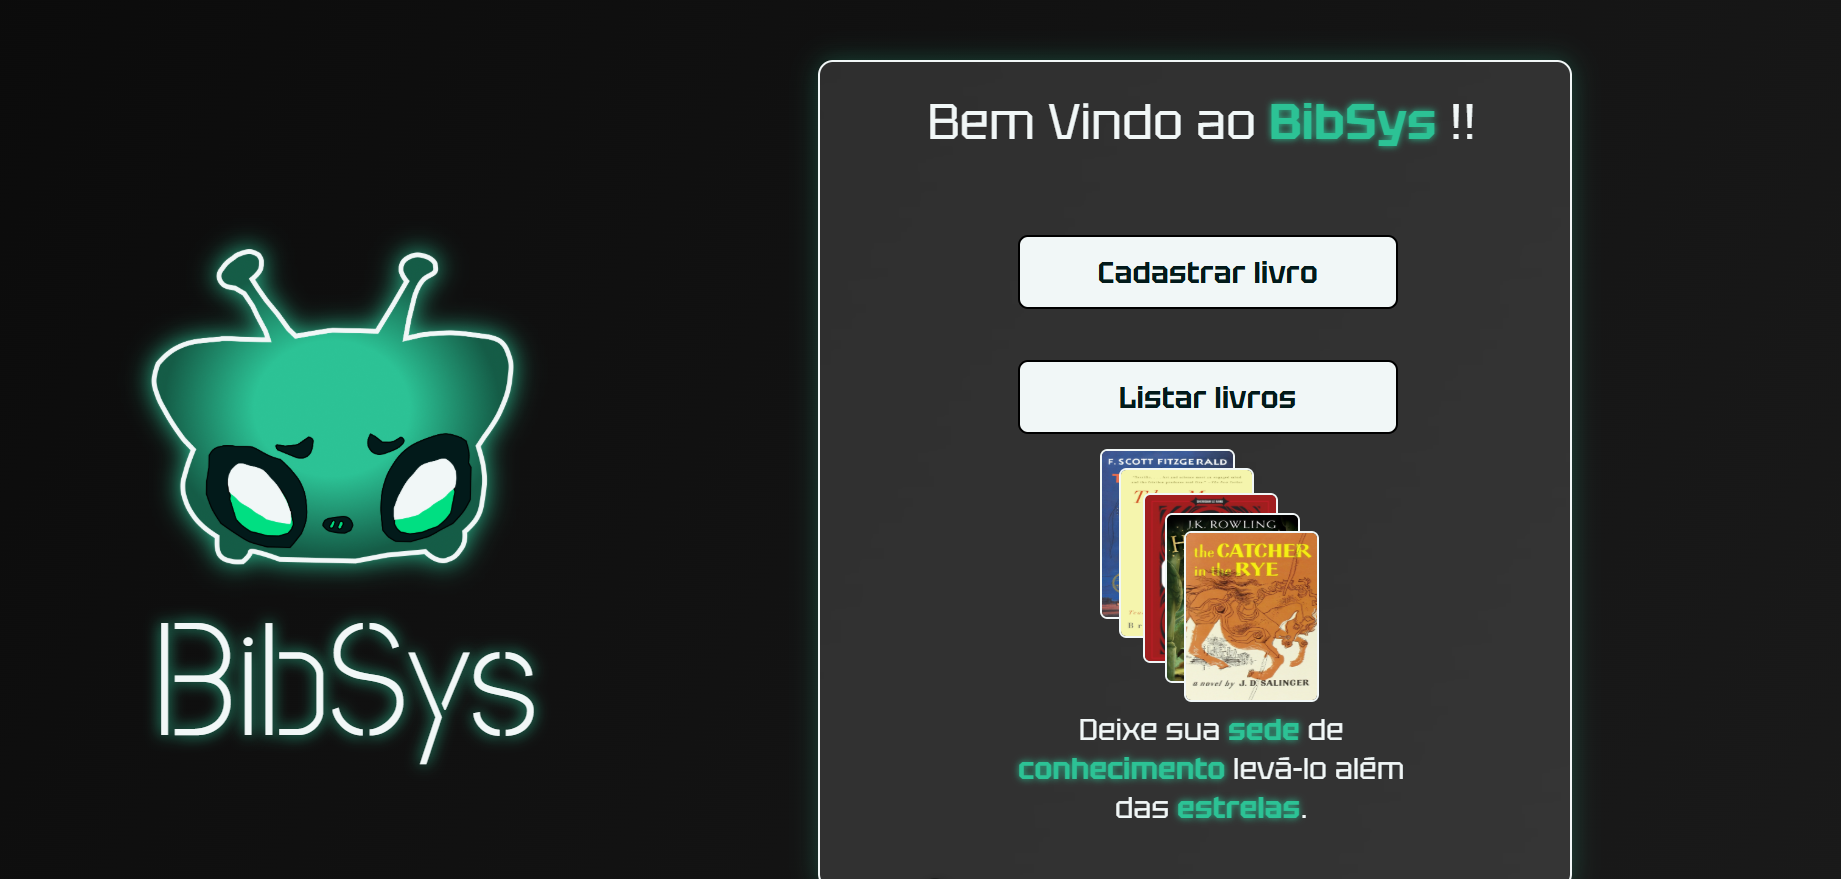 Bem Vindo ao BibSys !!
Cadastrar livro
Listar livros
F. SCOTT FITZGERALD
J.K. ROWLING
the CATCHER
in the RYE
a novel by J. D. SALINGER
Deixe sua sede de
conhecimento levá-lo além
das estrelas.
BibSys